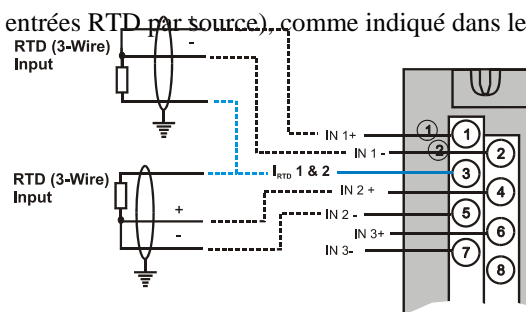 entrées RTD par source), comme indiqué dans le
RTD (3-Wire)
Input
-
IN 1+
1
1
IN 1 -
2
2
I RTD 1 & 2
3
RTD (3-Wire)
Input
IN 2 +
4
+
IN 2 -
5
-
IN 3+
6
IN 3-
7
8